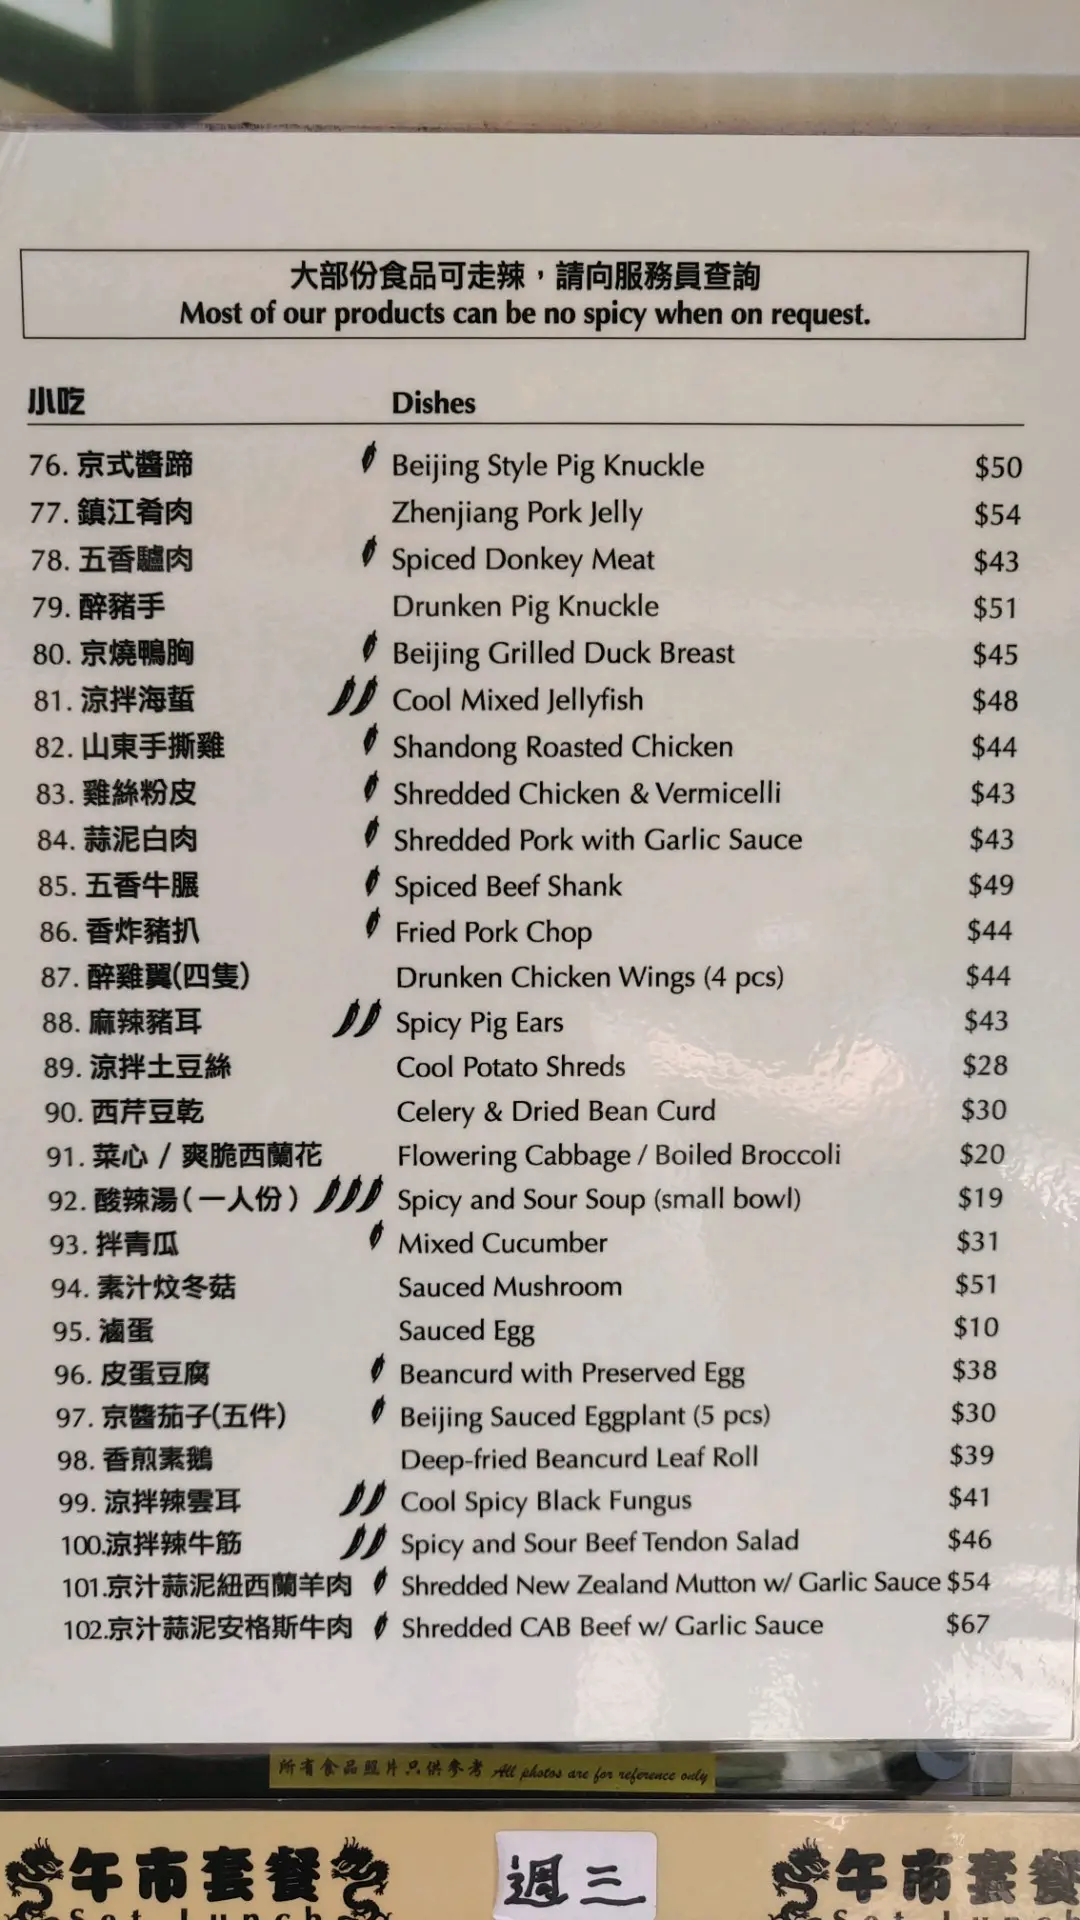 大部份食品可走辣，請向服務員查詢
Most of our products can be no spicy when on request.
小吃 Dishes
76. 京式醬蹄 Beijing Style Pig Knuckle $50
77. 鎮江肴肉 Zhenjiang Pork Jelly $54
78. 五香驢肉 Spiced Donkey Meat $43
79. 醉豬手 Drunken Pig Knuckle $51
80. 京燒鴨胸 Beijing Grilled Duck Breast $45
81. 涼拌海蜇 Cool Mixed Jellyfish $48
82. 山東手撕雞 Shandong Roasted Chicken $44
83. 雞絲粉皮 Shredded Chicken & Vermicelli $43
84. 蒜泥白肉 Shredded Pork with Garlic Sauce $43
85. 五香牛𦟌 Spiced Beef Shank $49
86. 香炸豬扒 Fried Pork Chop $44
87. 醉雞翼(四隻) Drunken Chicken Wings (4 pcs) $44
88. 麻辣豬耳 Spicy Pig Ears $43
89. 涼拌土豆絲 Cool Potato Shreds $28
90. 西芹豆乾 Celery & Dried Bean Curd $30
91. 菜心 / 爽脆西蘭花 Flowering Cabbage / Boiled Broccoli $20
92. 酸辣湯(一人份) Spicy and Sour Soup (small bowl) $19
93. 拌青瓜 Mixed Cucumber $31
94. 素汁炆冬菇 Sauced Mushroom $51
95. 滷蛋 Sauced Egg $10
96. 皮蛋豆腐 Beancurd with Preserved Egg $38
97. 京醬茄子(五件) Beijing Sauced Eggplant (5 pcs) $30
98. 香煎素鵝 Deep-fried Beancurd Leaf Roll $39
99. 涼拌辣雲耳 Cool Spicy Black Fungus $41
100.涼拌辣牛筋 Spicy and Sour Beef Tendon Salad $46
101.京汁蒜泥紐西蘭羊肉 Shredded New Zealand Mutton w/ Garlic Sauce $54
102.京汁蒜泥安格斯牛肉 Shredded CAB Beef w/ Garlic Sauce $67
所有食品照片只供參考 All photos are for reference only
午市套餐 週三 午市套餐
Set Lunch